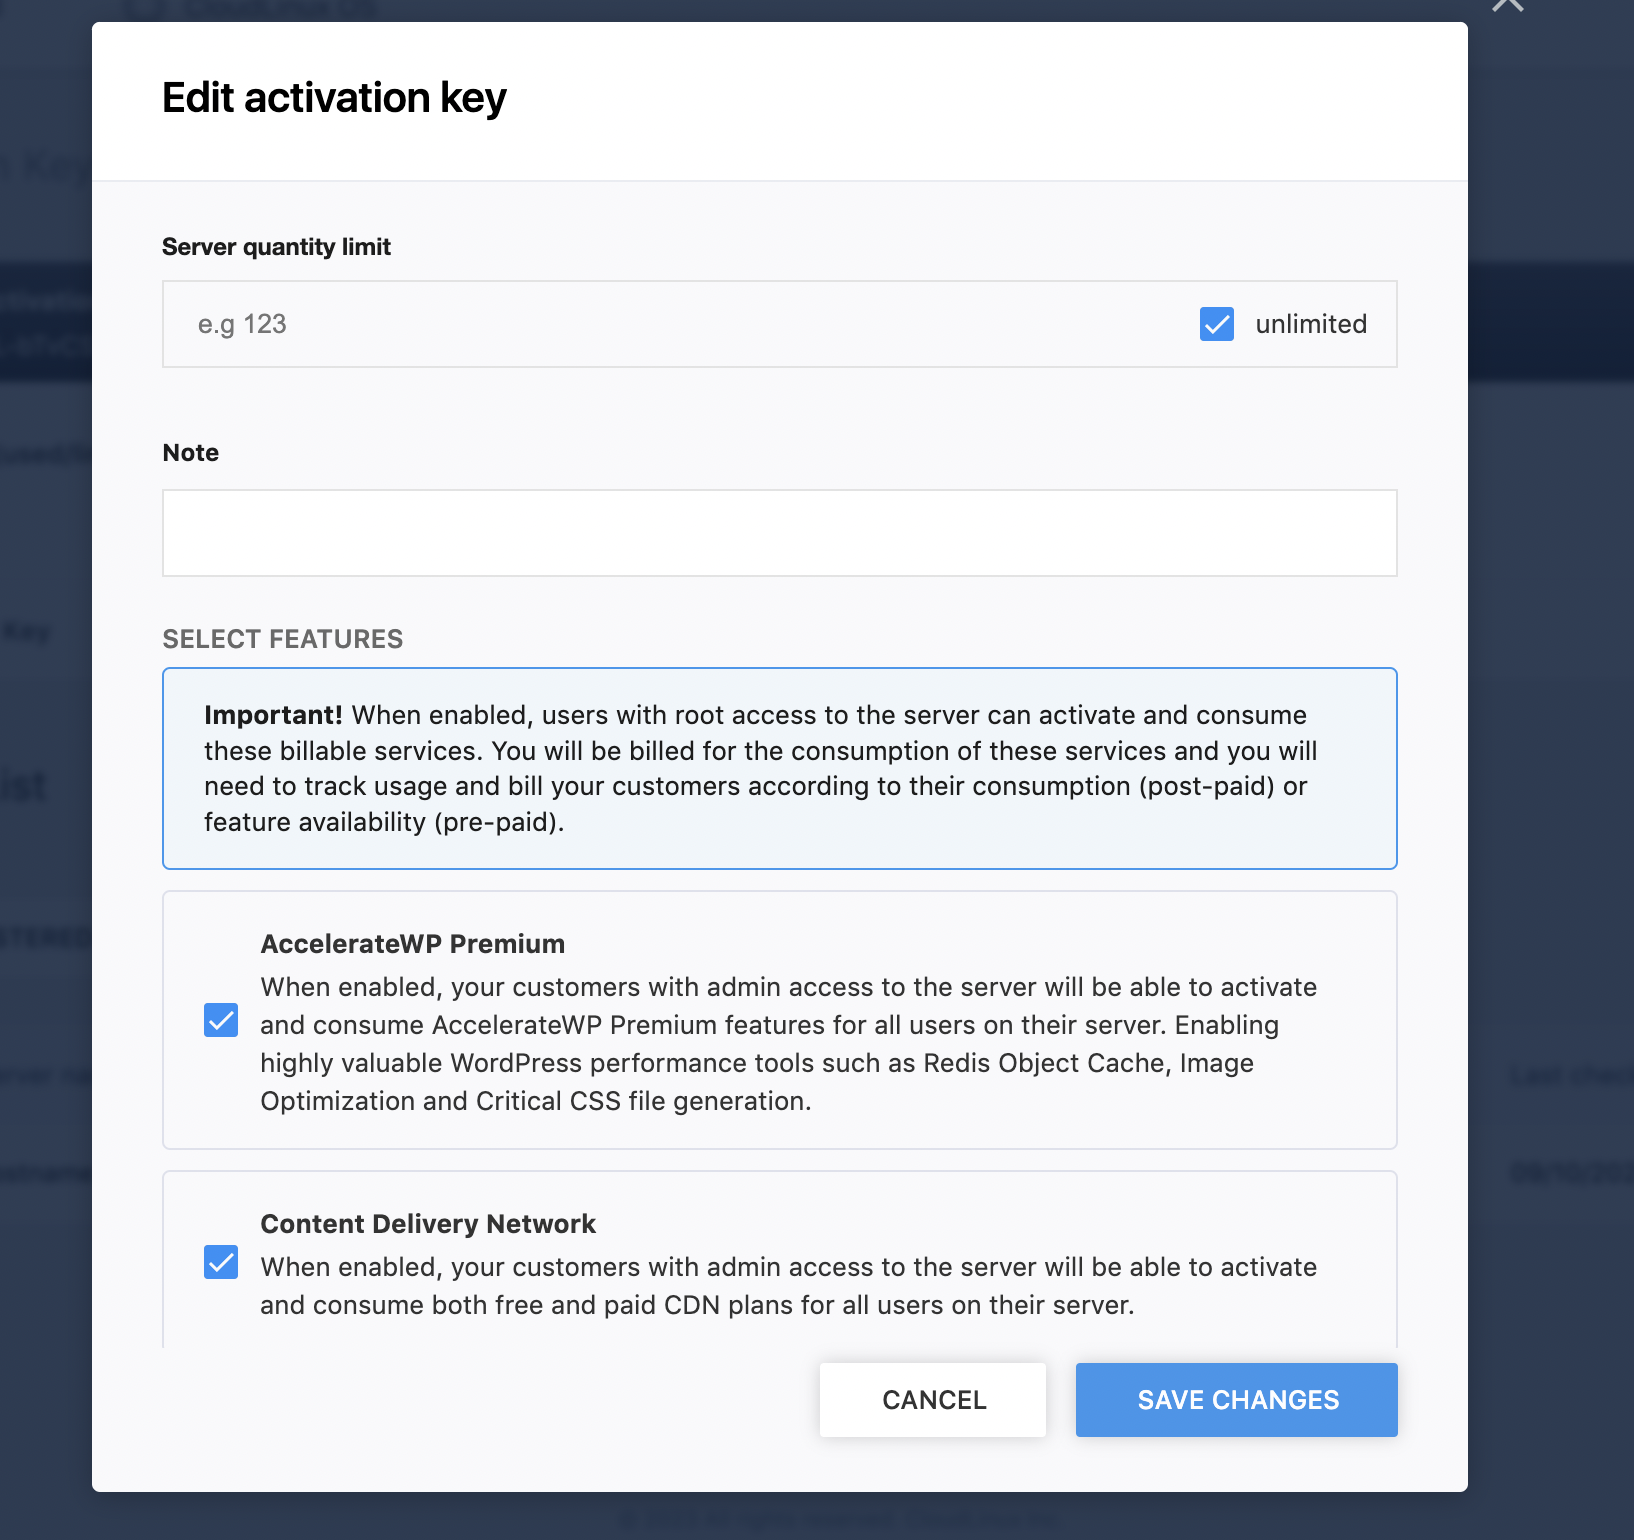 CloudLinux (3)
Edit activation key
Key
Server quantity limit
e.g 123
unlimited
Note
Key
SELECT FEATURES
Important! When enabled, users with root access to the server can activate and consume
these billable services. You will be billed for the consumption of these services and you will
need to track usage and bill your customers according to their consumption (post-paid) or
feature availability (pre-paid).
AccelerateWP Premium
When enabled, your customers with admin access to the server will be able to activate
and consume AccelerateWP Premium features for all users on their server. Enabling
highly valuable WordPress performance tools such as Redis Object Cache, Image
Optimization and Critical CSS file generation.
Content Delivery Network
When enabled, your customers with admin access to the server will be able to activate
and consume both free and paid CDN plans for all users on their server.
CANCEL
SAVE CHANGES